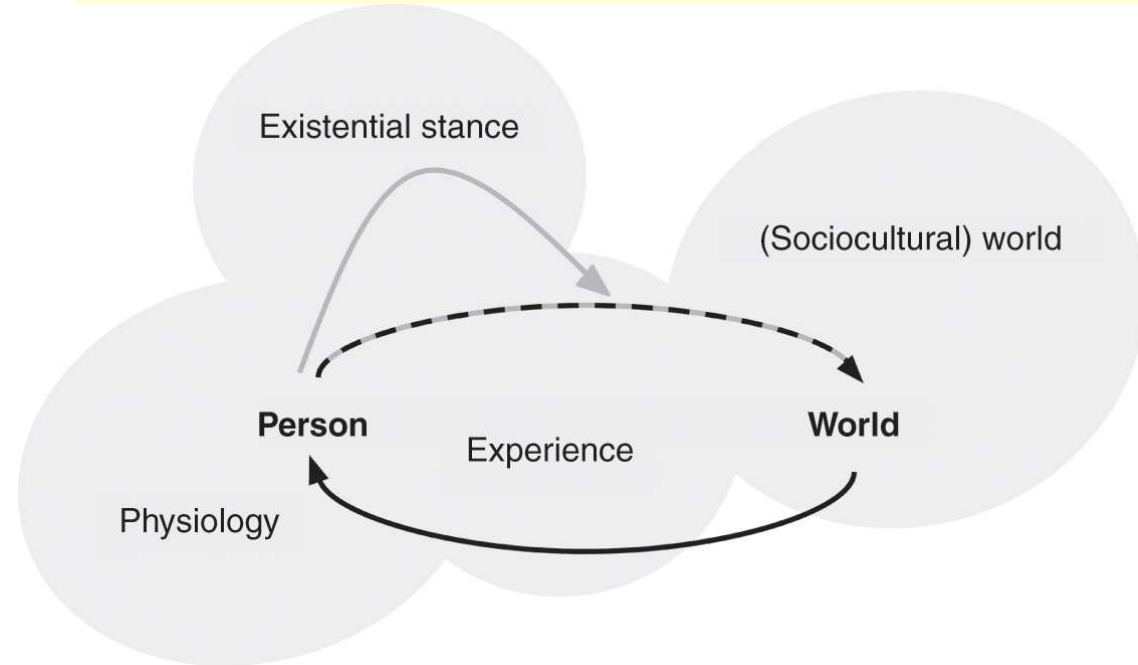 Existential stance
(Sociocultural) world
Person
World
Experience
Physiology